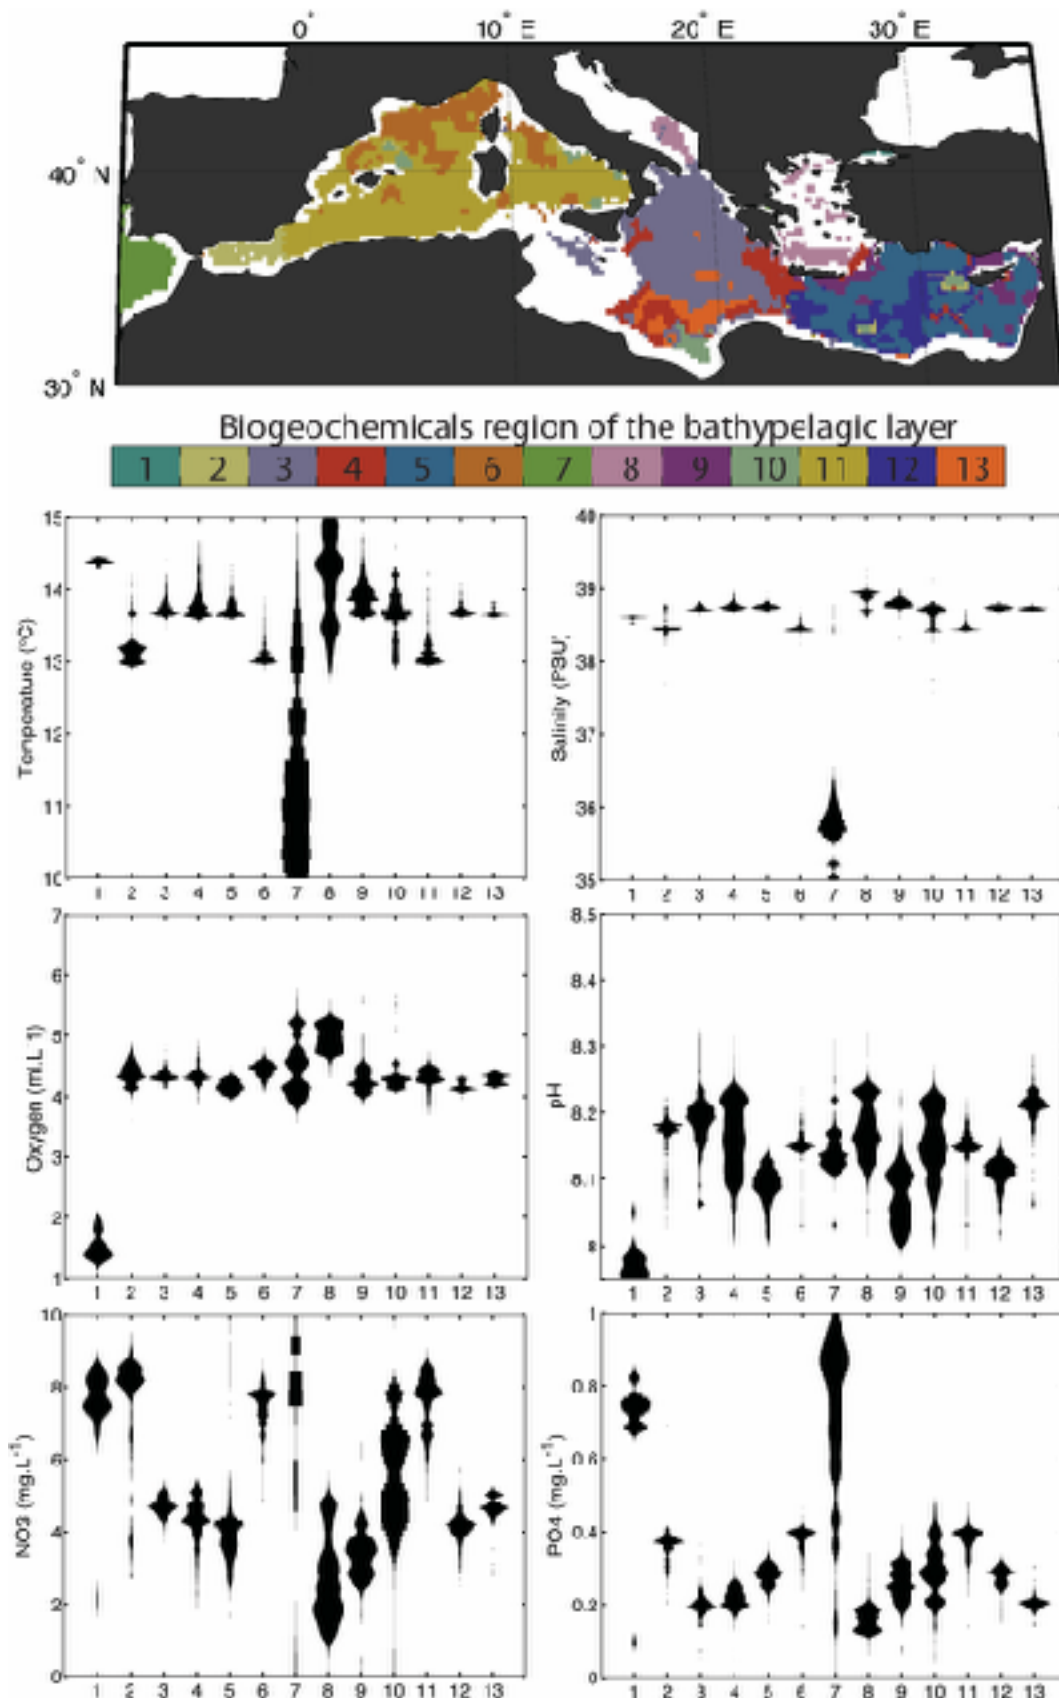 0° 10° E 20° E 30° E
40° N
30° N
Biogeochemicals region of the bathypelagic layer
1 2 3 4 5 6 7 8 9 10 11 12 13
Temperature (°C)
15
14
13
12
11
10
1 2 3 4 5 6 7 8 9 10 11 12 13
Salinity (PSU)
40
39
38
37
36
35
1 2 3 4 5 6 7 8 9 10 11 12 13
Oxygen (ml.L-1)
7
6
5
4
3
2
1
1 2 3 4 5 6 7 8 9 10 11 12 13
pH
8.5
8.4
8.3
8.2
8.1
8
1 2 3 4 5 6 7 8 9 10 11 12 13
NO3 (mg.L⁻¹)
10
8
6
4
2
0
1 2 3 4 5 6 7 8 9 10 11 12 13
PO4 (mg.L⁻¹)
1
0.8
0.6
0.4
0.2
0
1 2 3 4 5 6 7 8 9 10 11 12 13